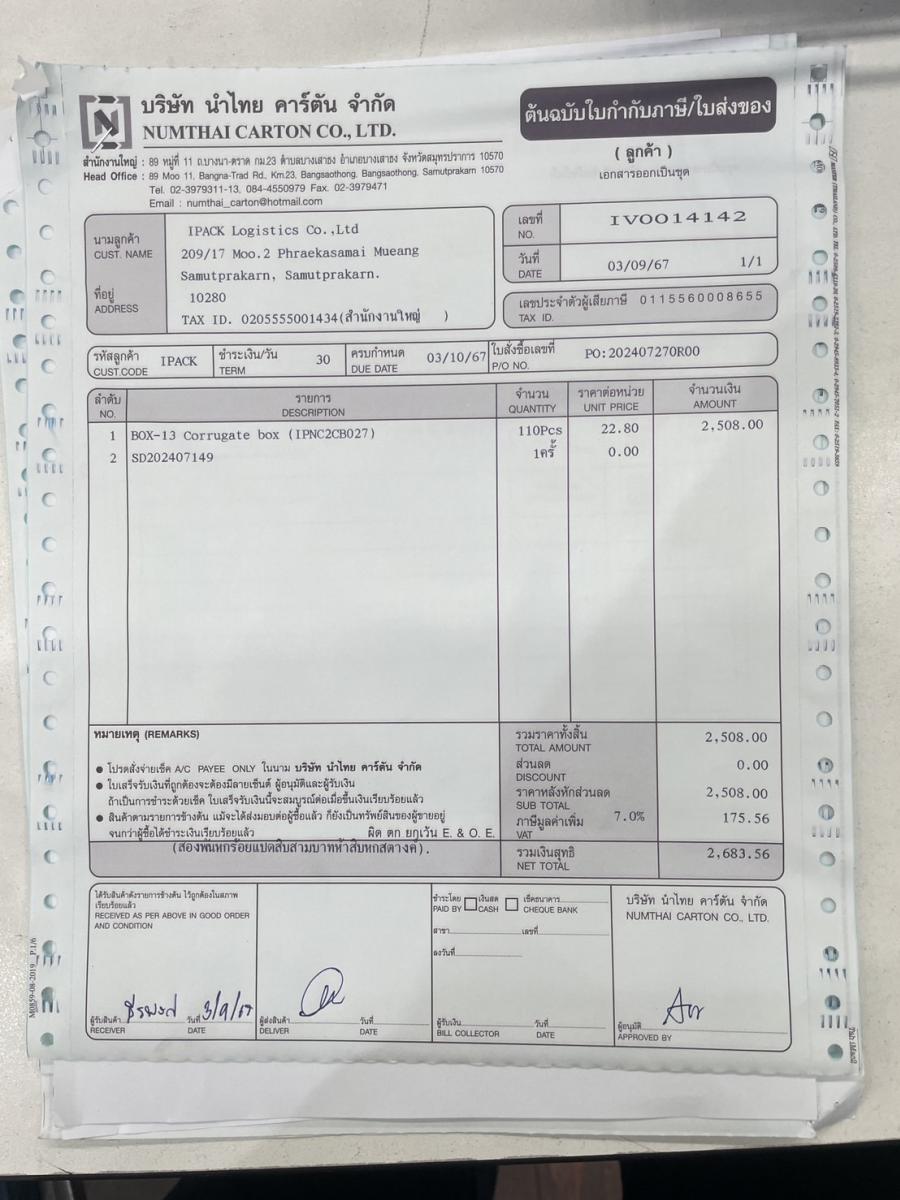 บริษัท นำไทย คาร์ตัน จำกัด
NUMTHAI CARTON CO., LTD.
สำนักงานใหญ่ : 89 หมู่ที่ 11 ถ.บางนา-ตราด กม.23 ตำบลบางเสาธง อำเภอบางเสาธง จังหวัดสมุทรปราการ 10570
Head Office : 89 Moo 11, Bangna-Trad Rd., Km.23, Bangsaothong, Bangsaothong, Samutprakarn 10570
Tel. 02-3979311-13, 084-4550979 Fax. 02-3979471
Email : numthai_carton@hotmail.com
ต้นฉบับใบกำกับภาษี/ใบส่งของ
( ลูกค้า )
เอกสารออกเป็นชุด
นามลูกค้า IPACK Logistics Co.,Ltd
CUST. NAME 209/17 Moo.2 Phraekasamai Mueang
Samutprakarn, Samutprakarn.
ที่อยู่ 10280
ADDRESS TAX ID. 0205555001434(สำนักงานใหญ่ )
เลขที่ IV0014142
NO.
วันที่ 03/09/67 1/1
DATE
เลขประจำตัวผู้เสียภาษี 0115560008655
TAX ID.
รหัสลูกค้า IPACK ชำระเงิน/วัน 30 ครบกำหนด 03/10/67 ใบสั่งซื้อเลขที่ PO:202407270R00
CUST.CODE TERM DUE DATE P/O NO.
ลำดับ รายการ จำนวน ราคาต่อหน่วย จำนวนเงิน
NO. DESCRIPTION QUANTITY UNIT PRICE AMOUNT
1 BOX-13 Corrugate box (IPNC2CB027) 110Pcs 22.80 2,508.00
2 SD202407149 1ครั้ง 0.00
หมายเหตุ (REMARKS)
● โปรดสั่งจ่ายเช็ค A/C PAYEE ONLY ในนาม บริษัท นำไทย คาร์ตัน จำกัด
● ใบเสร็จรับเงินที่ถูกต้องจะต้องมีลายเซ็นต์ ผู้อนุมัติและผู้รับเงิน
ถ้าเป็นการชำระด้วยเช็ค ใบเสร็จรับเงินนี้จะสมบูรณ์ต่อเมื่อขึ้นเงินเรียบร้อยแล้ว
● สินค้าตามรายการข้างต้น แม้จะได้ส่งมอบต่อผู้ซื้อแล้ว ก็ยังเป็นทรัพย์สินของผู้ขายอยู่
จนกว่าผู้ซื้อได้ชำระเงินเรียบร้อยแล้ว ผิด ตก ยกเว้น E. & O. E.
(สองพันหกร้อยแปดสิบสามบาทห้าสิบหกสตางค์).
รวมราคาทั้งสิ้น 2,508.00
TOTAL AMOUNT
ส่วนลด 0.00
DISCOUNT
ราคาหลังหักส่วนลด 2,508.00
SUB TOTAL
ภาษีมูลค่าเพิ่ม 7.0% 175.56
VAT
รวมเงินสุทธิ 2,683.56
NET TOTAL
ได้รับสินค้าดังรายการข้างต้น ไว้ถูกต้องในสภาพ
เรียบร้อยแล้ว
RECEIVED AS PER ABOVE IN GOOD ORDER
AND CONDITION
ผู้รับสินค้า ธีรพงศ์ วันที่ 3/9/67
RECEIVER DATE
ผู้ส่งสินค้า วันที่
DELIVER DATE
ชำระโดย เงินสด เช็คธนาคาร
PAID BY CASH CHEQUE BANK
สาขา เลขที่
ลงวันที่
ผู้รับเงิน วันที่
BILL COLLECTOR DATE
บริษัท นำไทย คาร์ตัน จำกัด
NUMTHAI CARTON CO., LTD.
ผู้อนุมัติ
APPROVED BY
M0859-08-2019_P.1/6